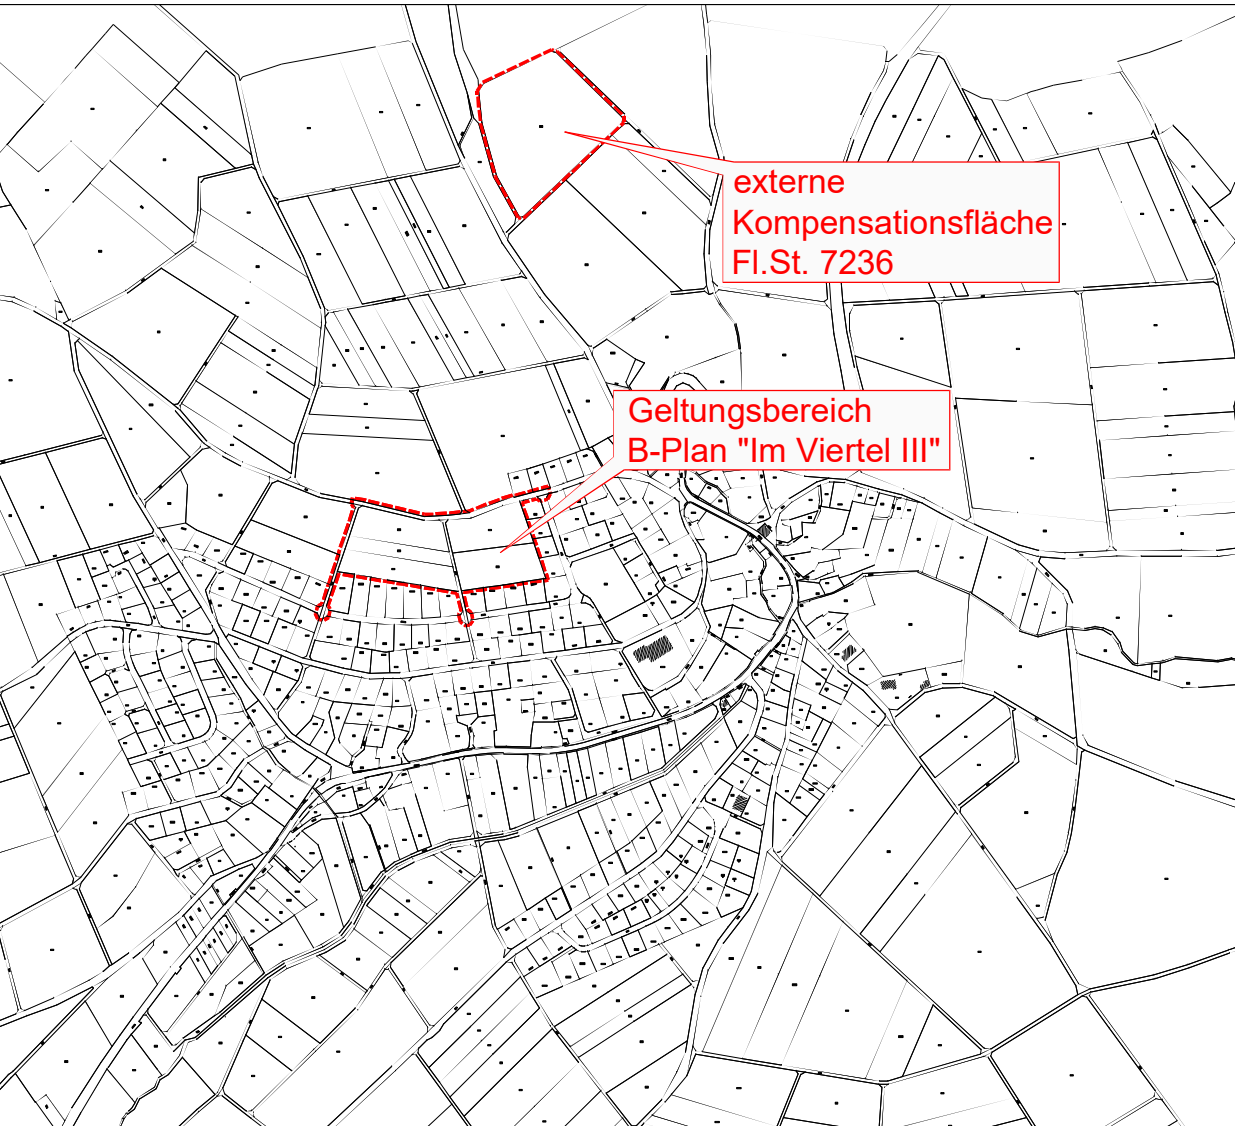 externe
Kompensationsfläche
Fl.St. 7236
Geltungsbereich
B-Plan "Im Viertel III"